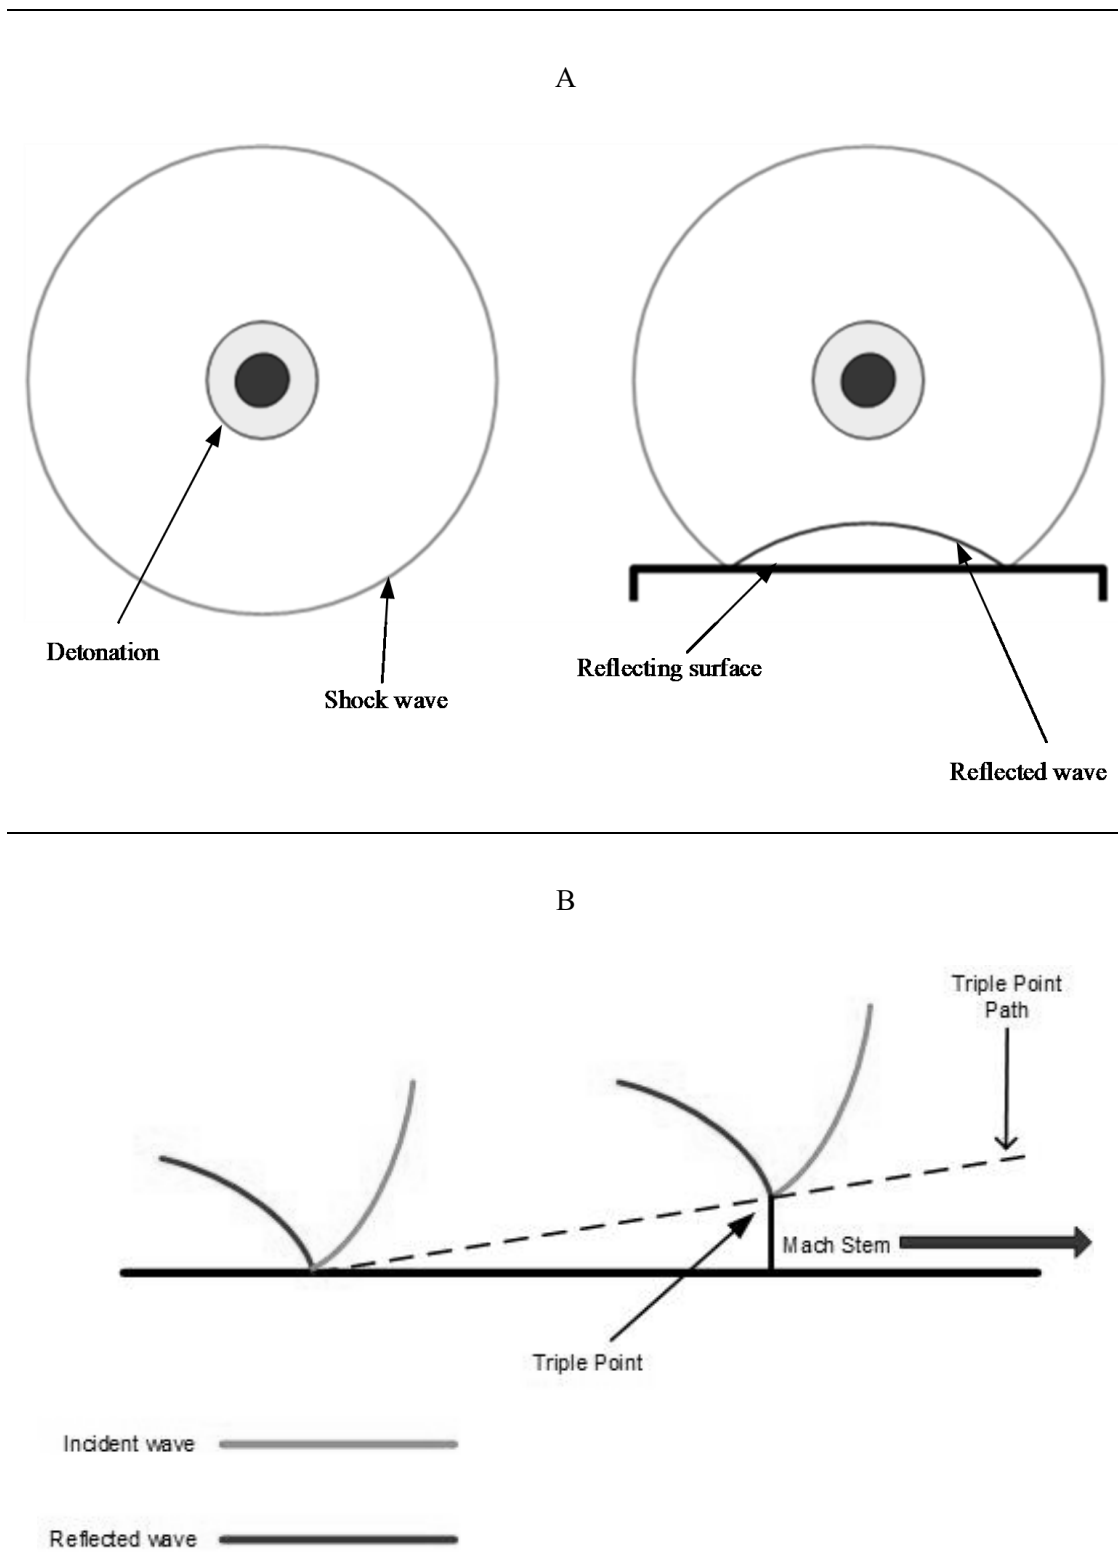 A
Detonation
Shock wave
Reflecting surface
Reflected wave
B
Triple Point
Path
Mach Stem
Triple Point
Incident wave
Reflected wave